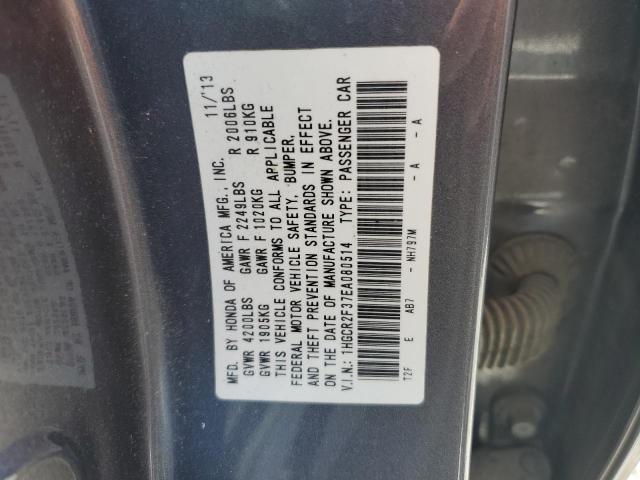 MFD. BY HONDA OF AMERICA MFG., INC. 11/'13
GVWR 4200LBS GAWR F 2249LBS R 2006LBS
GVWR 1905KG GAWR F 1020KG R 910KG
THIS VEHICLE CONFORMS TO ALL APPLICABLE
FEDERAL MOTOR VEHICLE SAFETY, BUMPER,
AND THEFT PREVENTION STANDARDS IN EFFECT
ON THE DATE OF MANUFACTURE SHOWN ABOVE.
V.I.N.: 1HGCR2F37EA080514 TYPE: PASSENGER CAR
T2F E AB7 - NH797M - A - A